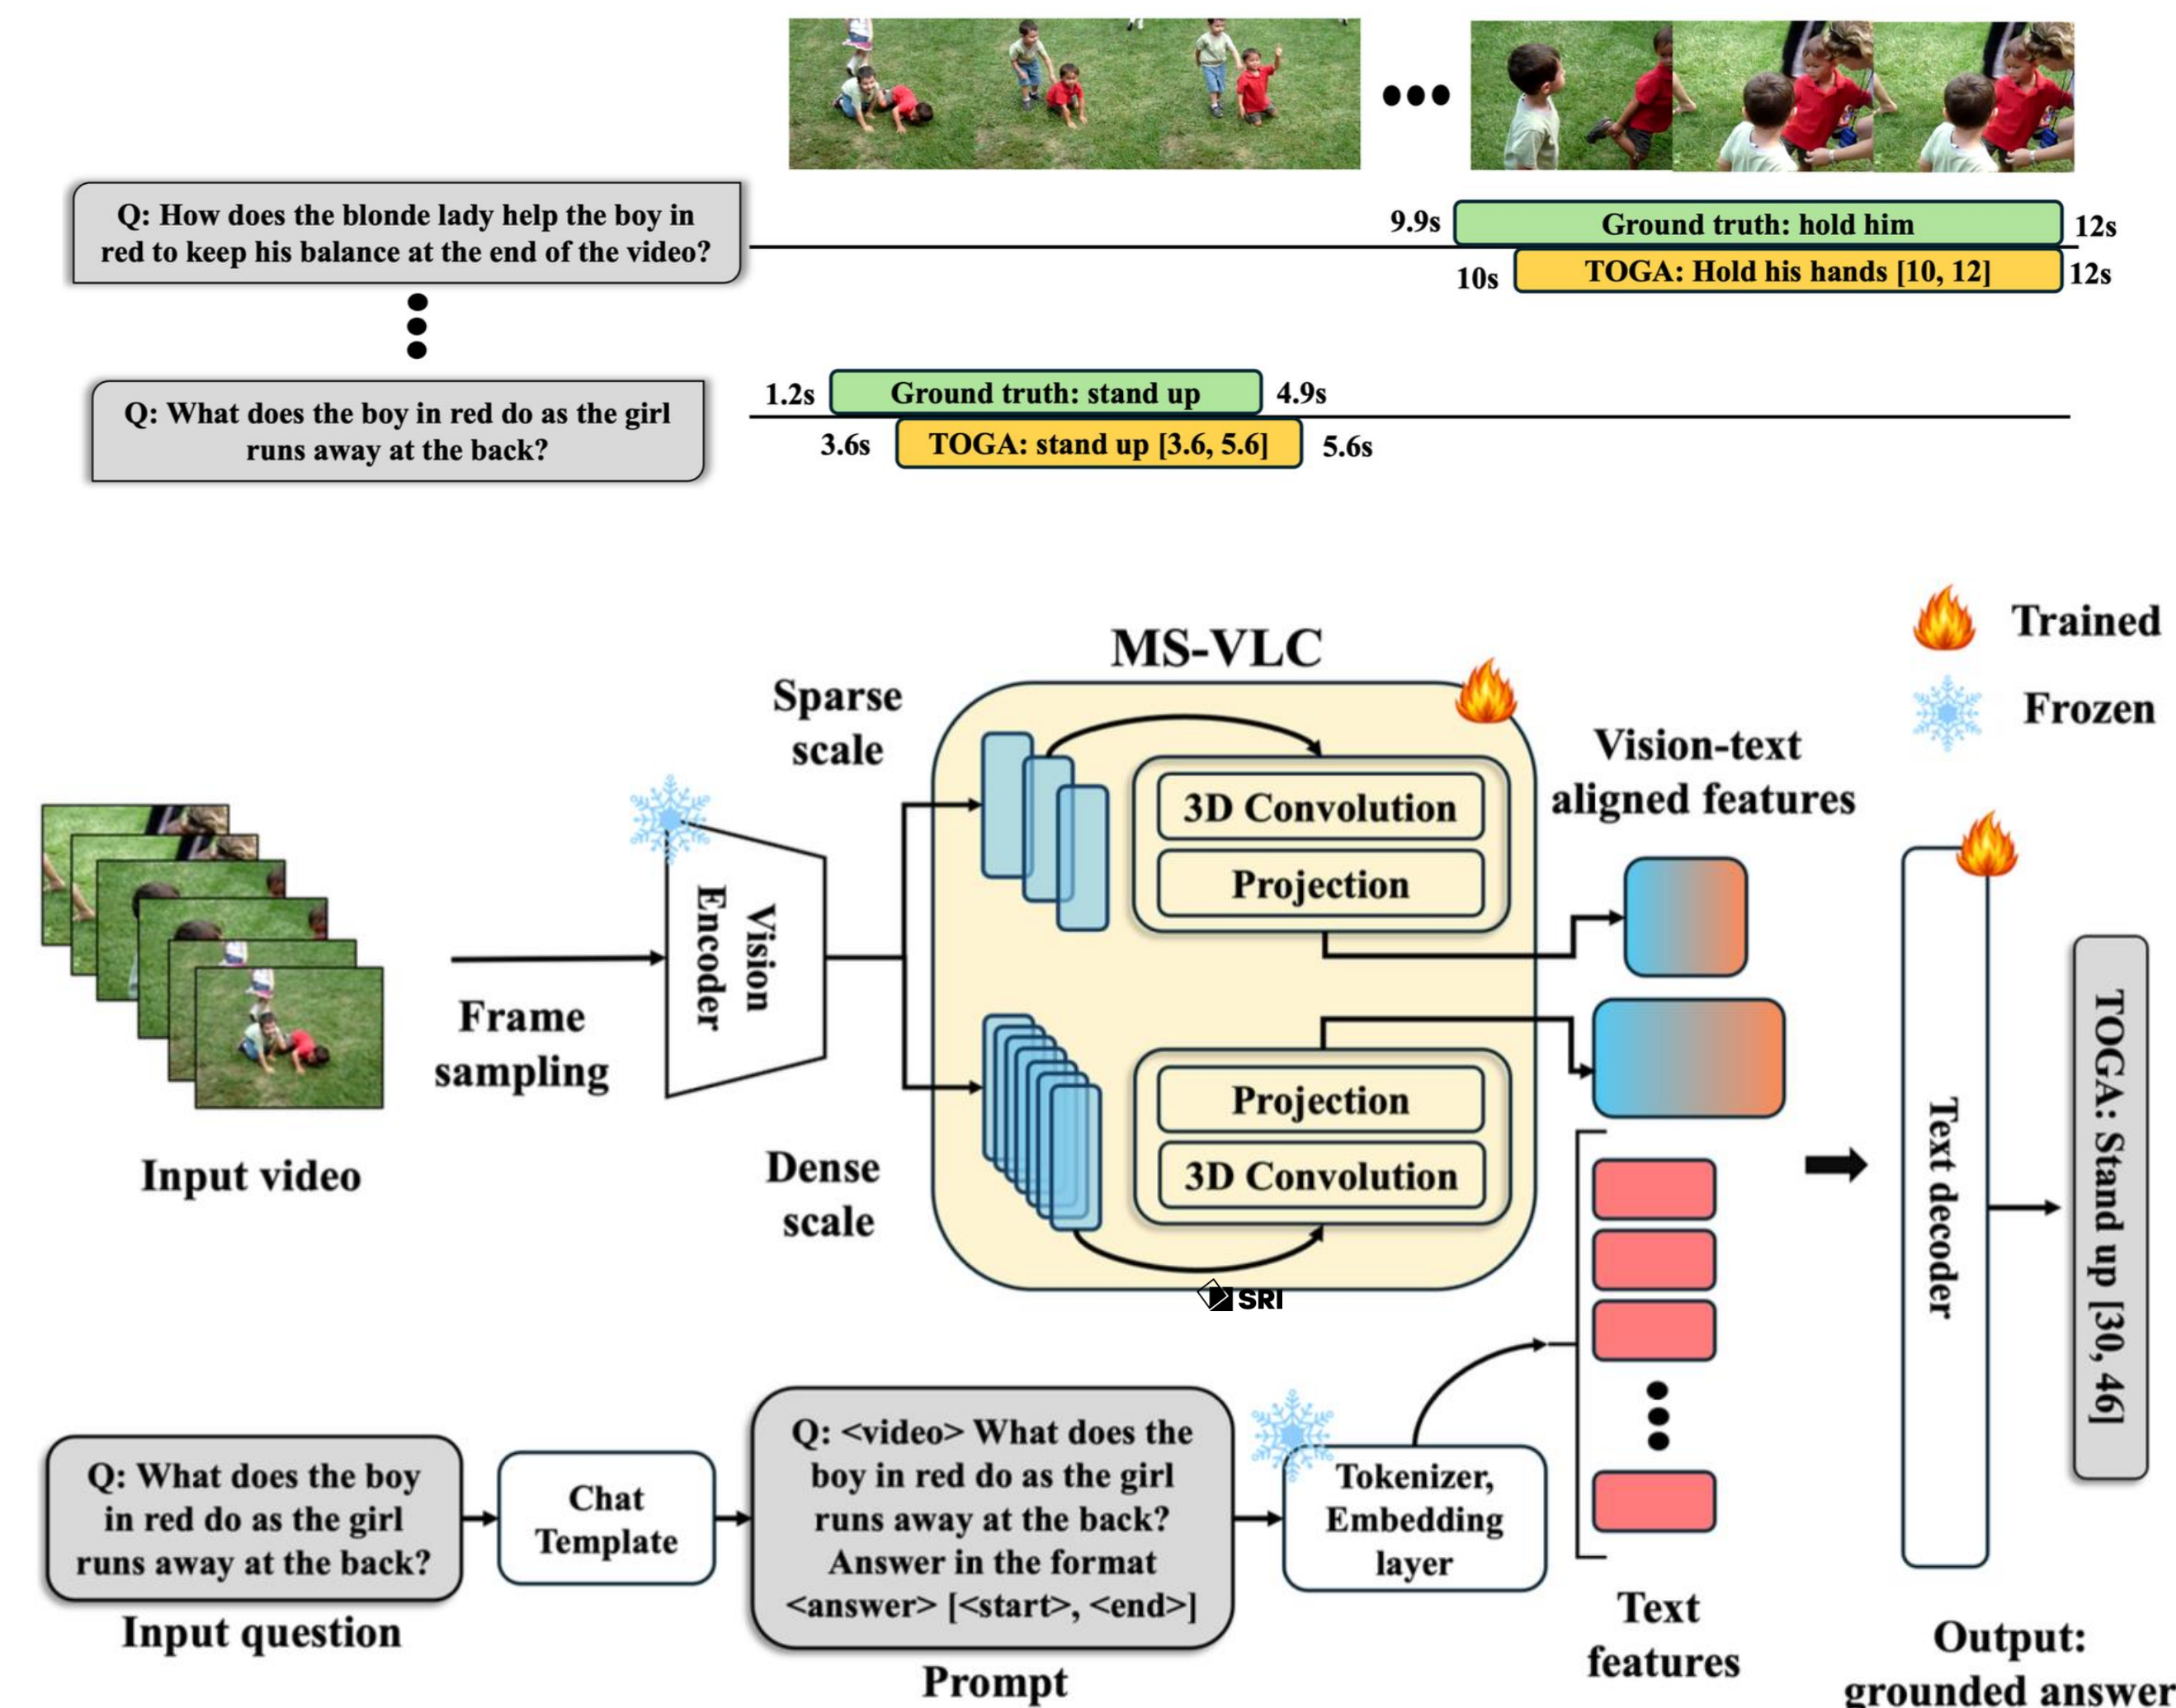 Q: How does the blonde lady help the boy in
red to keep his balance at the end of the video?
9.9s
Ground truth: hold him
12s
10s
TOGA: Hold his hands [10, 12]
12s
Q: What does the boy in red do as the girl
runs away at the back?
1.2s
Ground truth: stand up
4.9s
3.6s
TOGA: stand up [3.6, 5.6]
5.6s
Trained
Frozen
MS-VLC
Sparse
scale
3D Convolution
Projection
Vision-text
aligned features
Vision
Encoder
Frame
sampling
Input video
Dense
scale
Projection
3D Convolution
SRI
Text decoder
TOGA: Stand up [30, 46]
Q: What does the boy
in red do as the girl
runs away at the back?
Input question
Chat
Template
Q: <video> What does the
boy in red do as the girl
runs away at the back?
Answer in the format
<answer> [<start>, <end>]
Prompt
Tokenizer,
Embedding
layer
Text
features
Output:
grounded answer